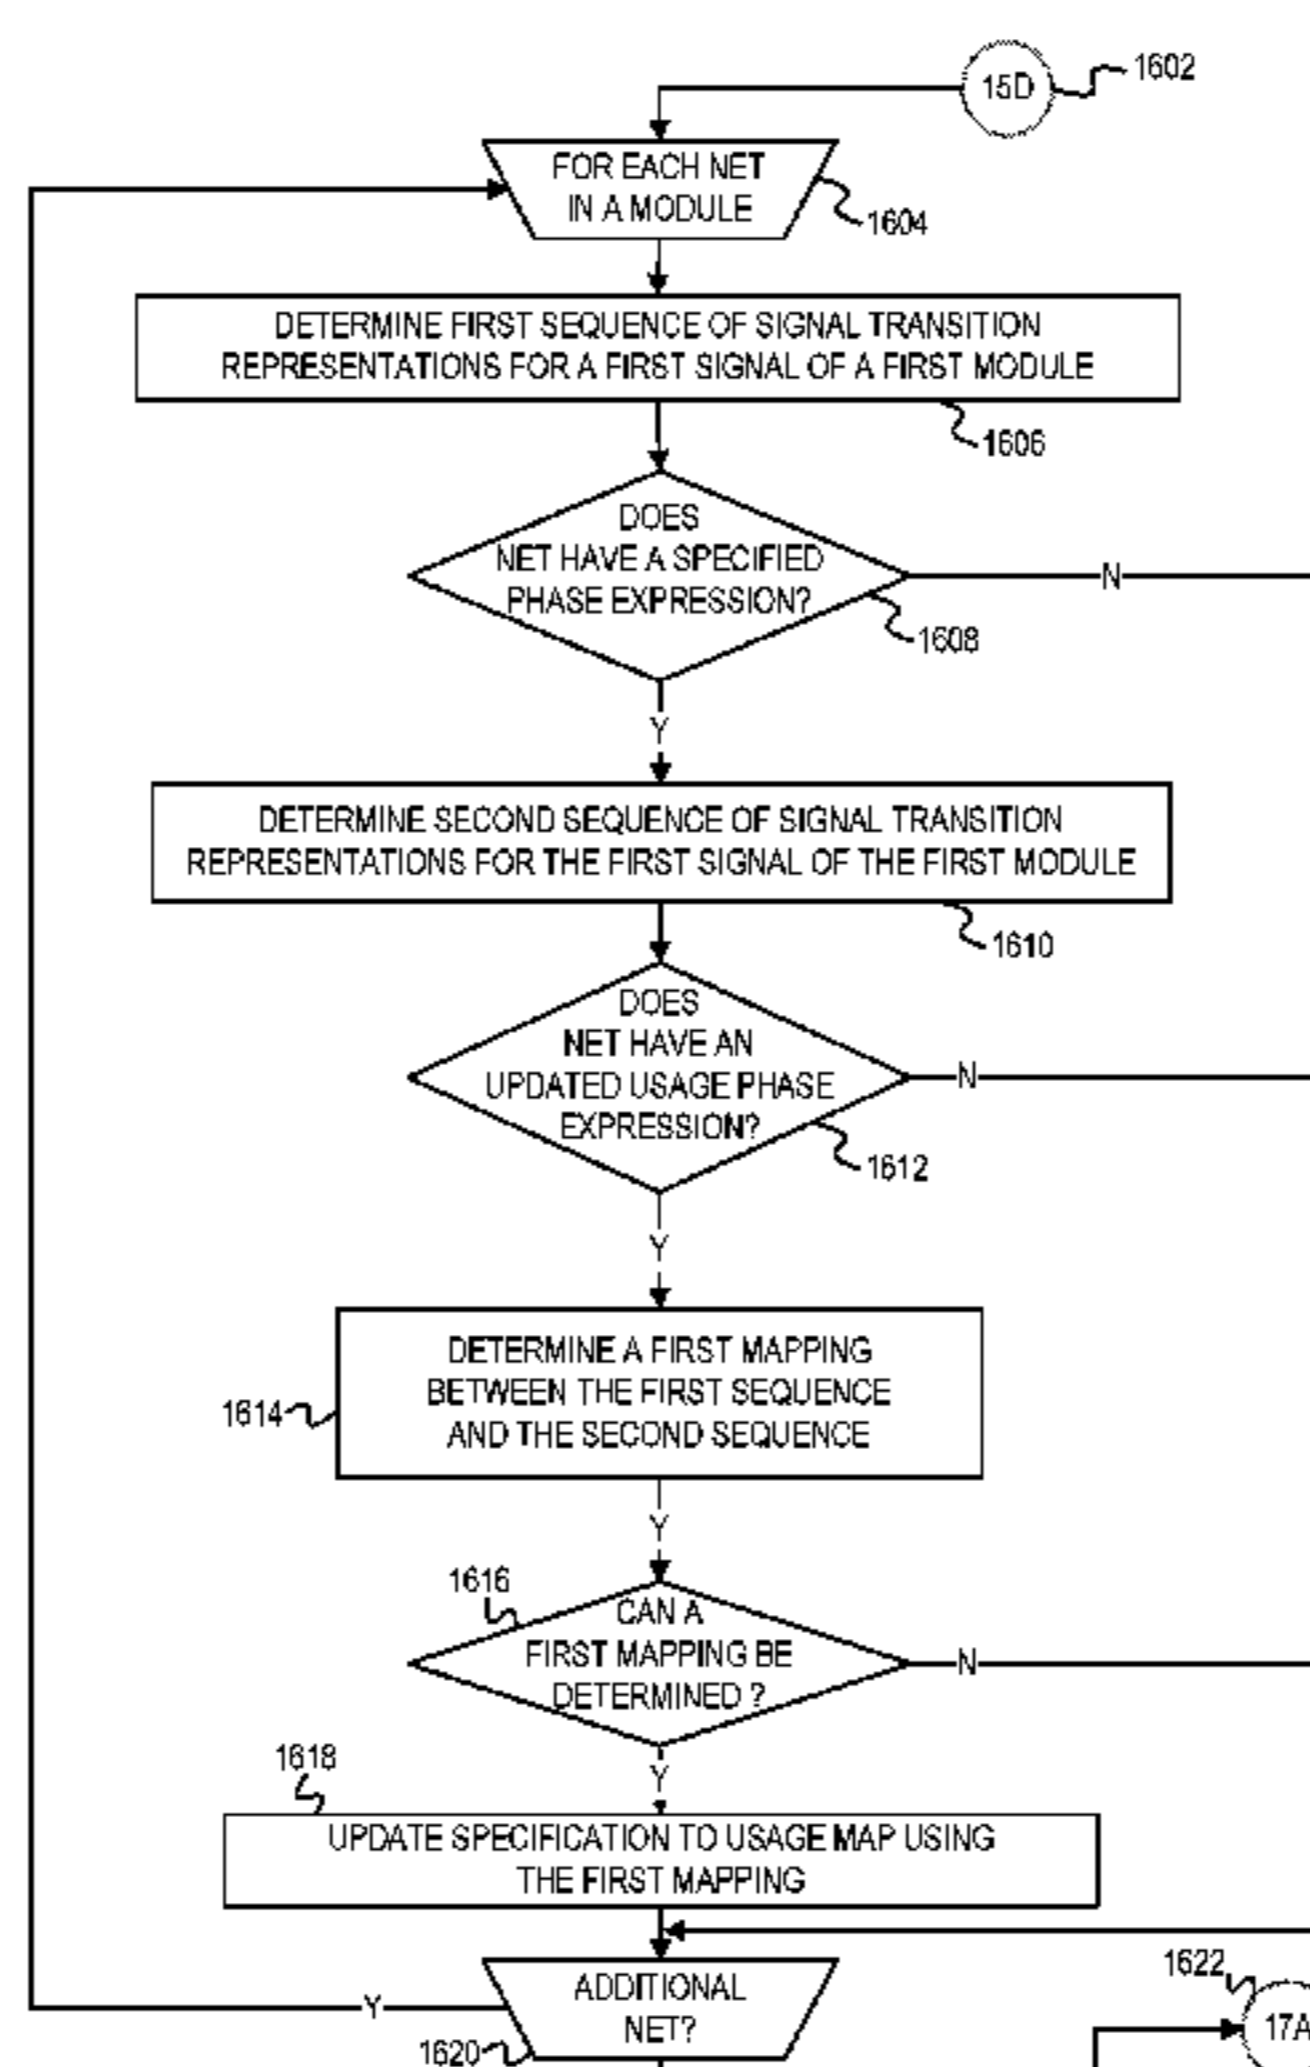 15D
1602
FOR EACH NET
IN A MODULE
1604
DETERMINE FIRST SEQUENCE OF SIGNAL TRANSITION
REPRESENTATIONS FOR A FIRST SIGNAL OF A FIRST MODULE
1606
DOES
NET HAVE A SPECIFIED
PHASE EXPRESSION?
N
1608
Y
DETERMINE SECOND SEQUENCE OF SIGNAL TRANSITION
REPRESENTATIONS FOR THE FIRST SIGNAL OF THE FIRST MODULE
1610
DOES
NET HAVE AN
UPDATED USAGE PHASE
EXPRESSION?
N
1612
Y
DETERMINE A FIRST MAPPING
BETWEEN THE FIRST SEQUENCE
AND THE SECOND SEQUENCE
1614
Y
1616
CAN A
FIRST MAPPING BE
DETERMINED ?
N
Y
1618
UPDATE SPECIFICATION TO USAGE MAP USING
THE FIRST MAPPING
ADDITIONAL
NET?
Y
1620
1622
17A